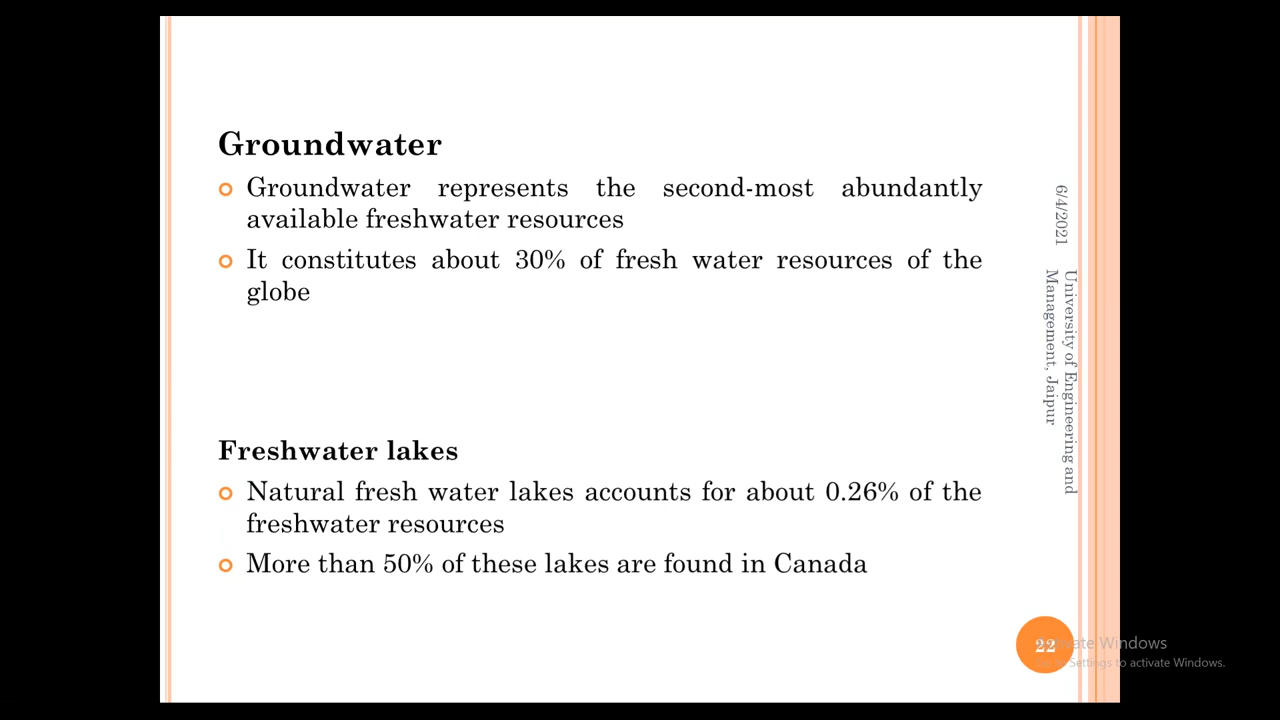 Groundwater
Groundwater represents the second-most abundantly
available freshwater resources
It constitutes about 30% of fresh water resources of the
globe
Freshwater lakes
Natural fresh water lakes accounts for about 0.26% of the
freshwater resources
More than 50% of these lakes are found in Canada
6/4/2021
University of Engineering and
Management, Jaipur
22
Windows
Settings to activate Windows.